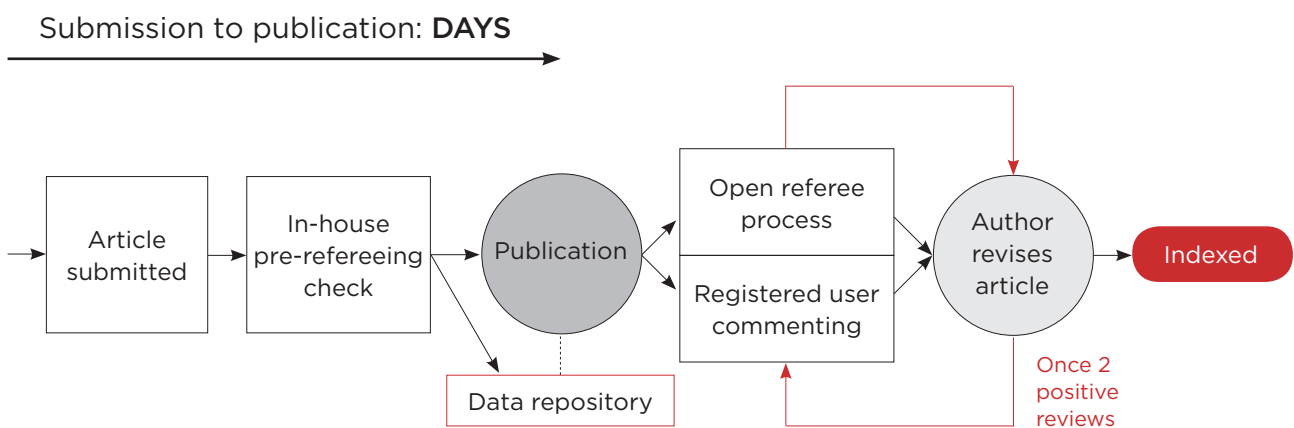 Submission to publication: DAYS
Article
submitted
In-house
pre-refereeing
check
Publication
Data repository
Open referee
process
Registered user
commenting
Author
revises
article
Indexed
Once 2
positive
reviews